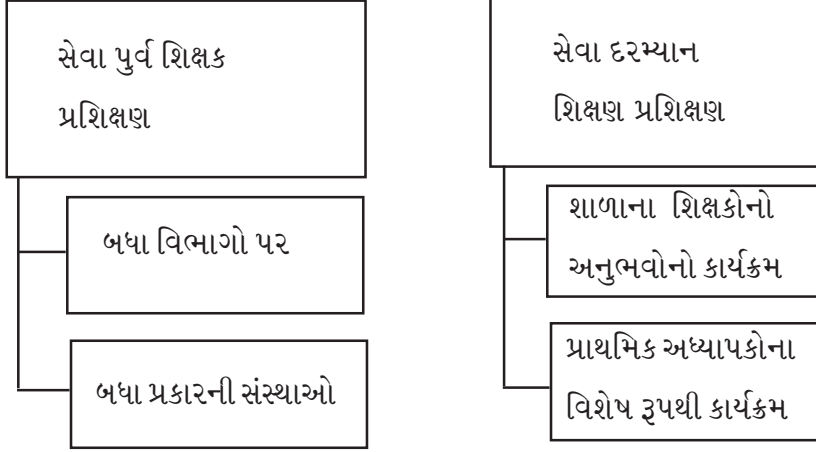 સેવા પુર્વ શિક્ષક
પ્રશિક્ષણ
બધા વિભાગો પર
બધા પ્રકારની સંસ્થાઓ
સેવા દરમ્યાન
શિક્ષણ પ્રશિક્ષણ
શાળાના શિક્ષકોનો
અનુભવોનો કાર્યક્રમ
પ્રાથમિક અધ્યાપકોના
વિશેષ રૂપથી કાર્યક્રમ